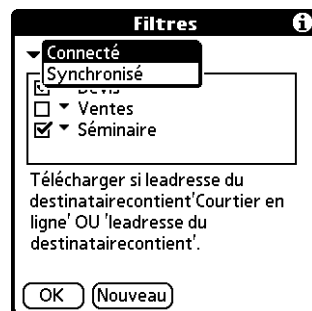 Filtres
Connecté
Synchronisé
Devis
Ventes
Séminaire
Télécharger si leadresse du
destinatairecontient'Courtier en
ligne' OU 'leadresse du
destinatairecontient'.
OK
Nouveau